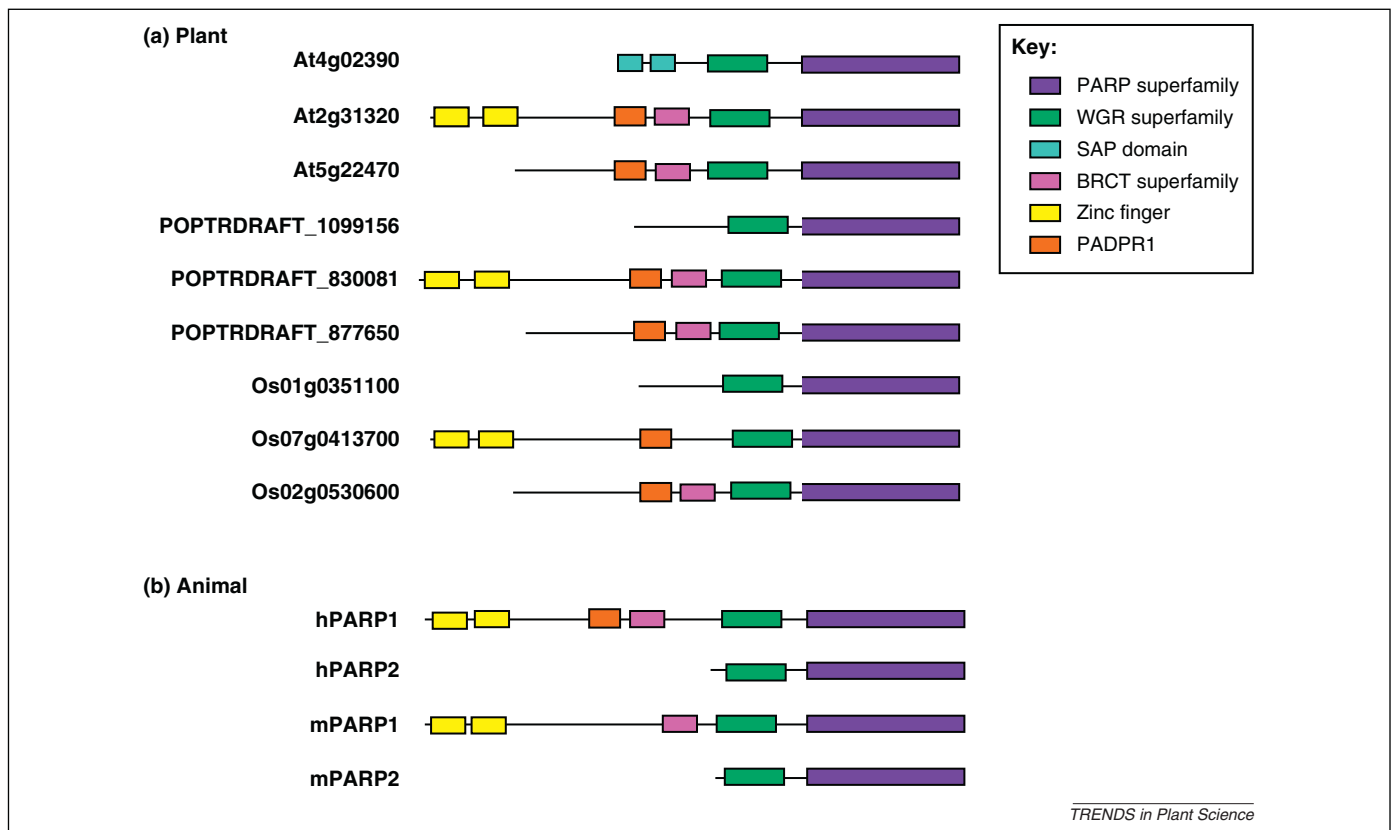 (a) Plant
At4g02390
At2g31320
At5g22470
POPTRDRAFT_1099156
POPTRDRAFT_830081
POPTRDRAFT_877650
Os01g0351100
Os07g0413700
Os02g0530600
Key:
PARP superfamily
WGR superfamily
SAP domain
BRCT superfamily
Zinc finger
PADPR1
(b) Animal
hPARP1
hPARP2
mPARP1
mPARP2
TRENDS in Plant Science